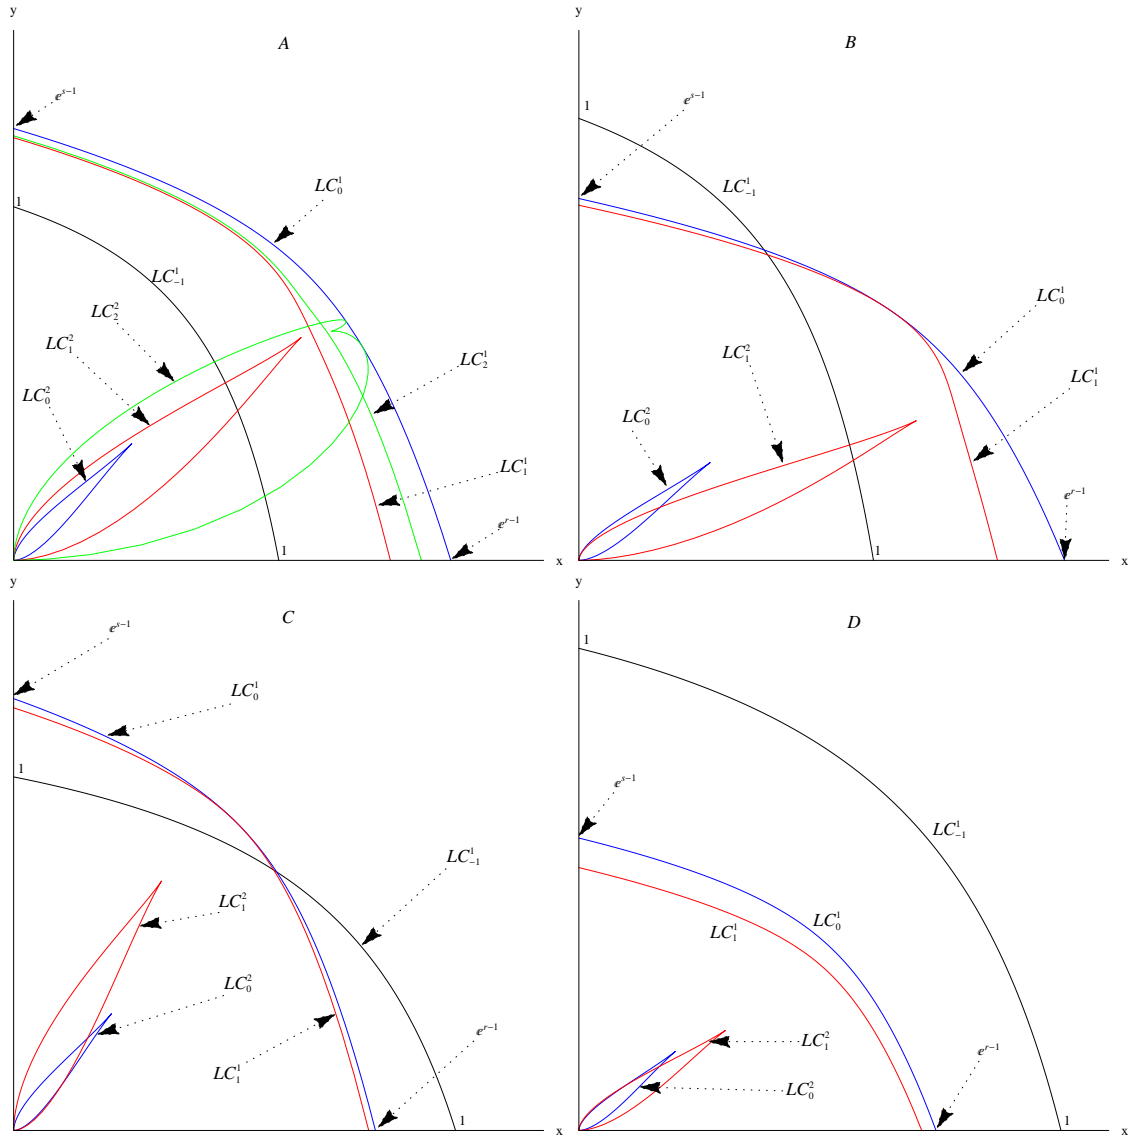 y
A
e^{s-1}
LC_0^1
1
LC_{-1}^1
LC_2^2
LC_1^2
LC_2^1
LC_0^2
LC_1^1
e^{r-1}
1
x
y
B
e^{s-1}
1
LC_{-1}^1
LC_0^1
LC_1^2
LC_1^1
LC_0^2
e^{r-1}
1
x
y
C
e^{s-1}
LC_0^1
1
LC_{-1}^1
LC_1^2
LC_0^2
e^{r-1}
LC_1^1
1
x
y
D
1
e^{s-1}
LC_{-1}^1
LC_0^1
LC_1^1
LC_1^2
e^{r-1}
LC_0^2
1
x